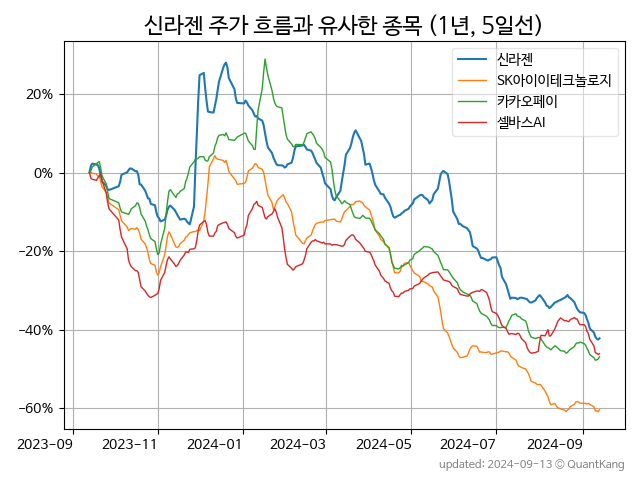 신라젠 주가 흐름과 유사한 종목 (1년, 5일선)
신라젠
SK아이이테크놀로지
카카오페이
셀바스AI
20%
0%
−20%
−40%
−60%
2023−09
2023−11
2024−01
2024−03
2024−05
2024−07
2024−09
updated: 2024-09-13 © QuantKang